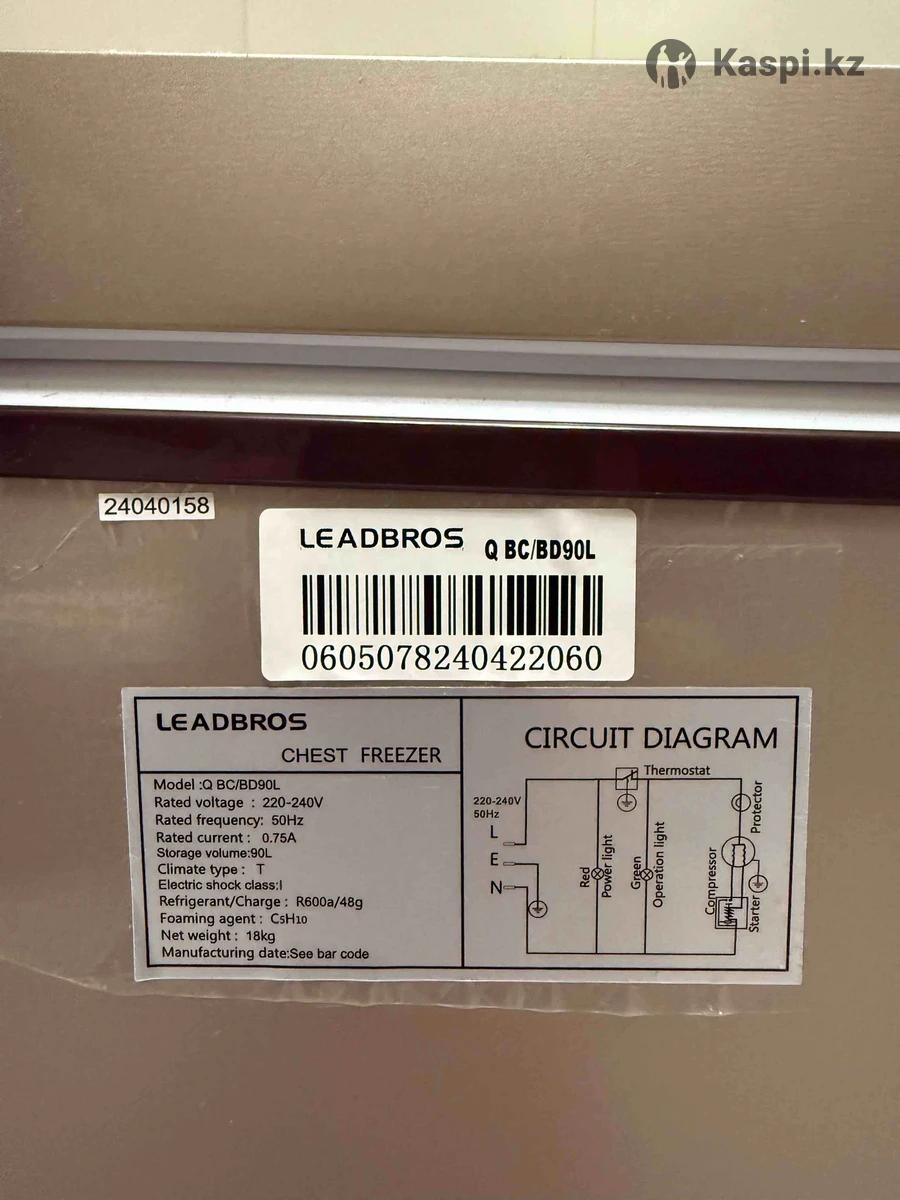 Kaspi.kz
24040158
LEADBROS Q BC/BD90L
0605078240422060
LEADBROS
CHEST FREEZER
Model :Q BC/BD90L
Rated voltage : 220-240V
Rated frequency: 50Hz
Rated current : 0.75A
Storage volume:90L
Climate type : T
Electric shock class:I
Refrigerant/Charge : R600a/48g
Foaming agent : C5H10
Net weight : 18kg
Manufacturing date:See bar code
CIRCUIT DIAGRAM
Thermostat
220-240V
50Hz
L
E
N
Red
Power light
Green
Operation light
Protector
Compressor
Starter